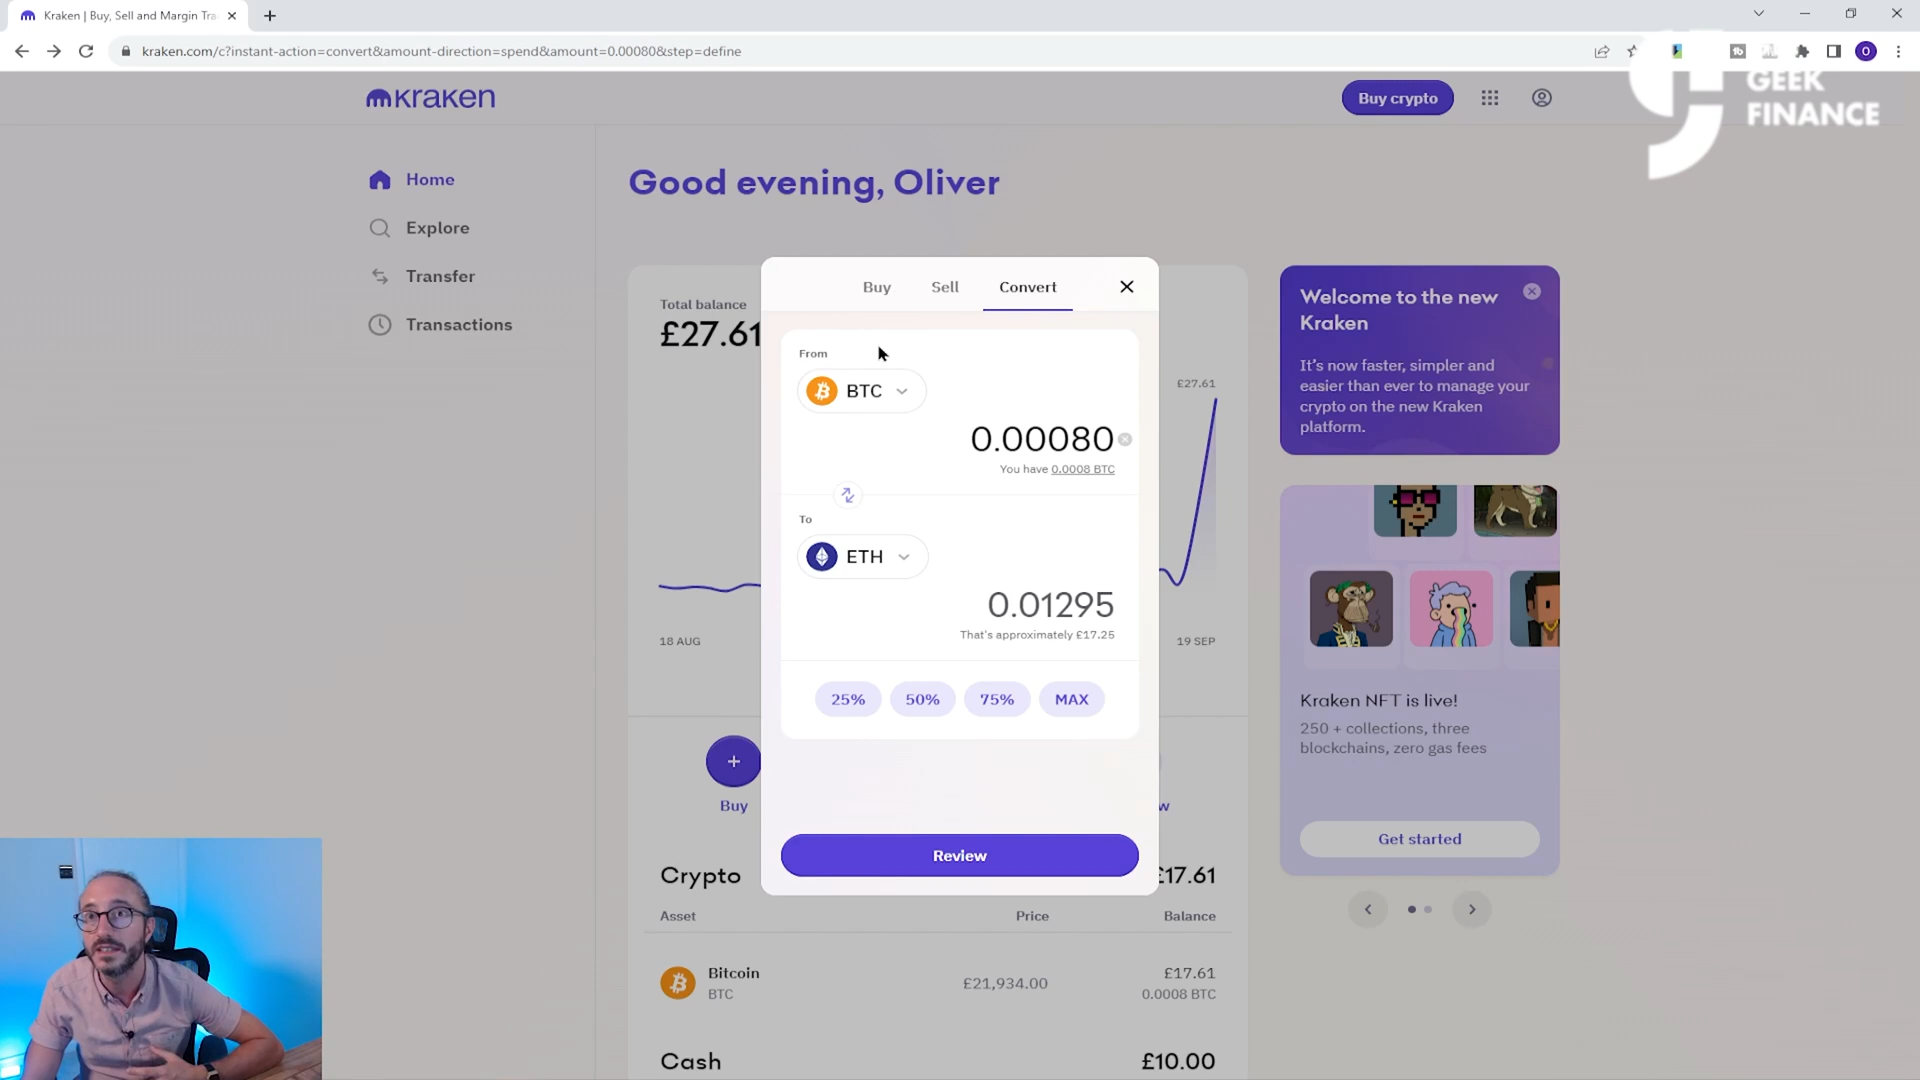 Kraken | Buy, Sell and Margin Tra
kraken.com/c?instant-action=convert&amount-direction=spend&amount=0.00080&step=define
O
GEEK
FINANCE
kraken
Buy crypto
Home
Explore
Transfer
Transactions
Good evening, Oliver
Total balance
£27.61
£27.61
18 AUG
19 SEP
Buy
Sell
Convert
From
BTC
0.00080
You have 0.0008 BTC
To
ETH
0.01295
That's approximately £17.25
25%
50%
75%
MAX
Review
Buy
w
Crypto
£17.61
Asset
Price
Balance
Bitcoin
BTC
£21,934.00
£17.61
0.0008 BTC
Cash
£10.00
Welcome to the new
Kraken
It's now faster, simpler and
easier than ever to manage your
crypto on the new Kraken
platform.
Kraken NFT is live!
250 + collections, three
blockchains, zero gas fees
Get started